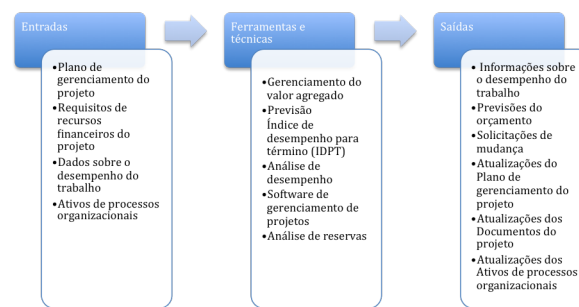 Entradas
•Plano de
gerenciamento do
projeto
•Requisitos de
recursos
financeiros do
projeto
•Dados sobre o
desempenho do
trabalho
•Ativos de processos
organizacionais
Ferramentas e
técnicas
•Gerenciamento do
valor agregado
•Previsão
Índice de
desempenho para
término (IDPT)
•Análise de
desempenho
•Software de
gerenciamento de
projetos
•Análise de reservas
Saídas
• Informações sobre
o desempenho do
trabalho
•Previsões do
orçamento
•Solicitações de
mudança
•Atualizações do
Plano de
gerenciamento do
projeto
•Atualizações dos
Documentos do
projeto
•Atualizações dos
Ativos de processos
organizacionais